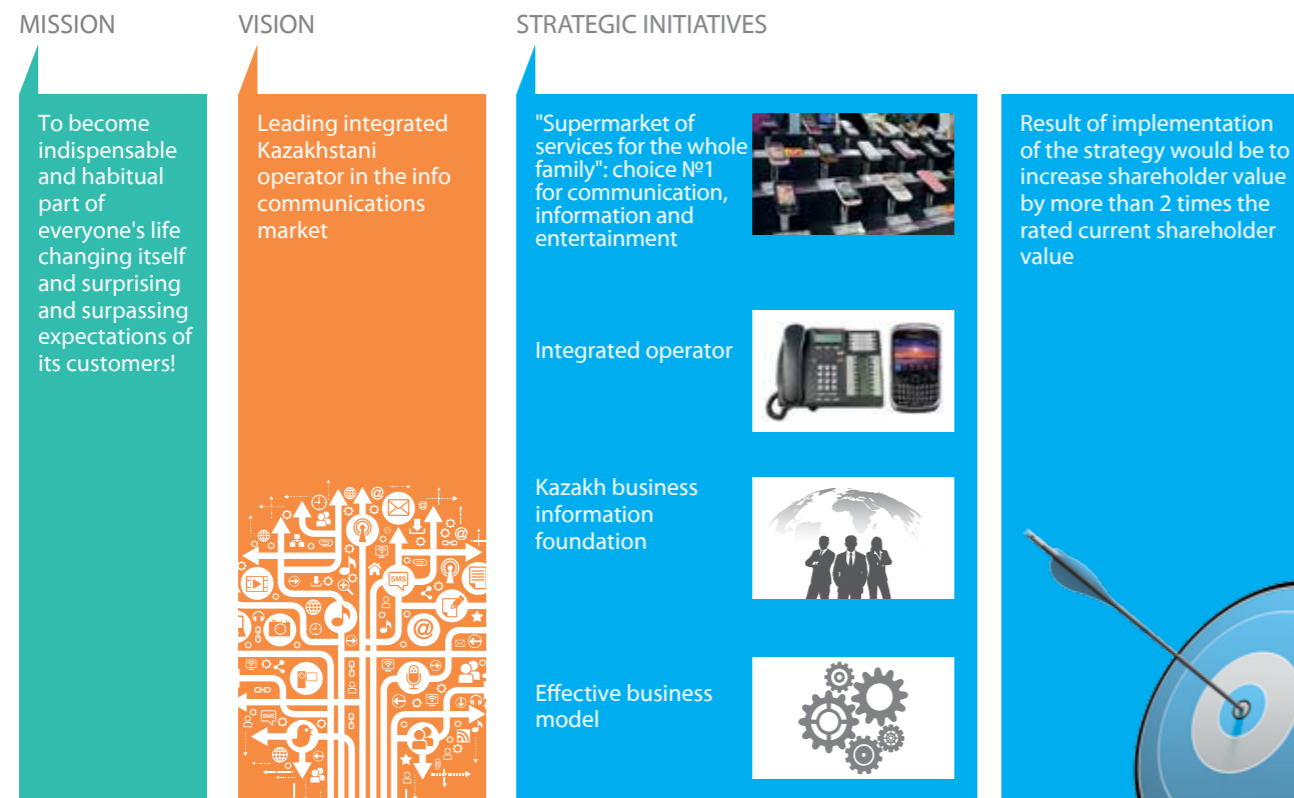 MISSION
VISION
STRATEGIC INITIATIVES
To become
indispensable
and habitual
part of
everyone's life
changing itself
and surprising
and surpassing
expectations of
its customers!
Leading integrated
Kazakhstani
operator in the info
communications
market
SMS
@
@
@
@
SMS
"Supermarket of
services for the whole
family": choice №1
for communication,
information and
entertainment
Integrated operator
Kazakh business
information
foundation
Effective business
model
Result of implementation
of the strategy would be to
increase shareholder value
by more than 2 times the
rated current shareholder
value